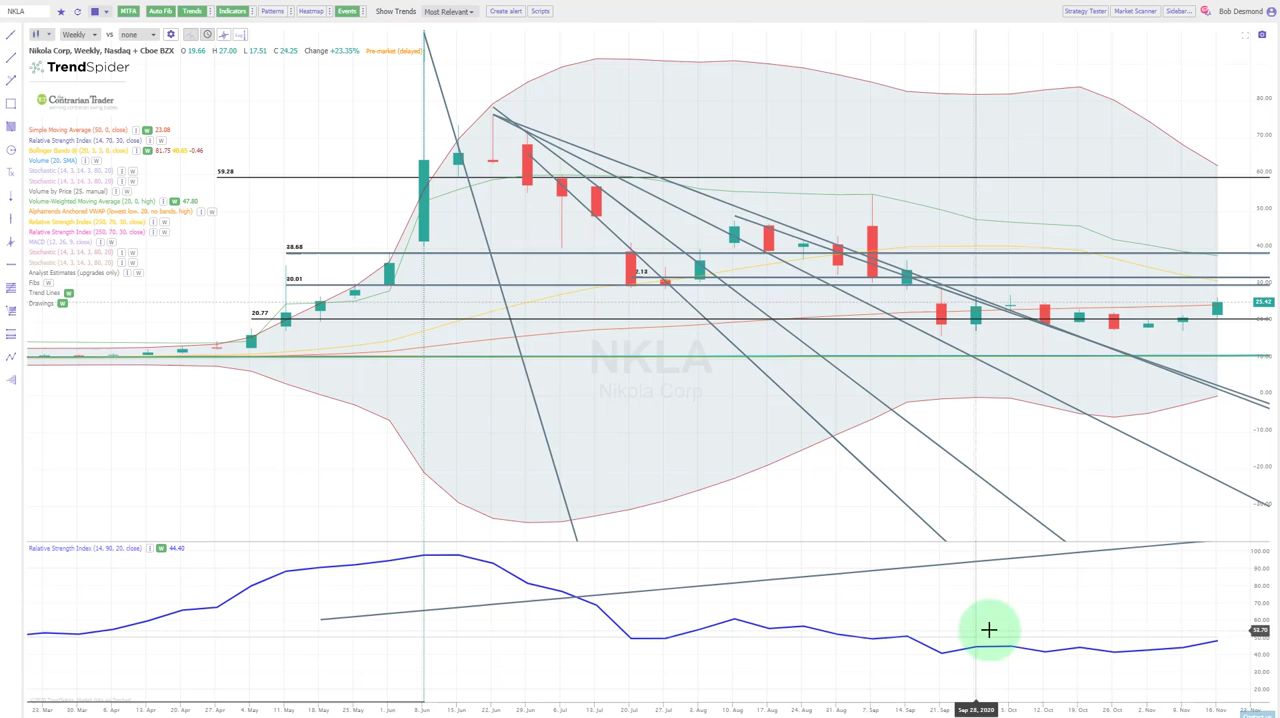 NKLA MTFA Auto Fib Trends Indicators Patterns Heatmap Events Show Trends Most Relevant Create alert Scripts Strategy Tester Market Scanner Sidebar... Bob Desmond
Weekly vs none
Nikola Corp, Weekly, Nasdaq + Cboe BZX O 19.66 H 27.00 L 17.51 C 24.25 Change +23.35% Pre-market (delayed)
TrendSpider
the Contrarian Trader
winning contrarian swing trades
Simple Moving Average (50, 0, close) W 23.08
Relative Strength Index (14, 70, 30, close) W
Bollinger Bands (20, 3, 3, 0, close) W 81.75 40.65 -0.46
Volume (20, SMA) W
Stochastic (14, 3, 14, 3, 80, 20) W
Stochastic (14, 3, 14, 3, 80, 20) W
Volume by Price (25, manual) W
Volume-Weighted Moving Average (20, 0, high) W 47.80
Alphatrends Anchored VWAP (lowest low, 20, no bands, high) W
Relative Strength Index (250, 70, 30, close) W
Relative Strength Index (250, 70, 30, close) W
MACD (12, 26, 9, close) W
Stochastic (14, 3, 14, 3, 80, 20) W
Stochastic (14, 3, 14, 3, 80, 20) W
Analyst Estimates (upgrades only) W
Fibs W
Trend Lines W
Drawings W
59.28
38.68
30.01
20.77
NKLA
Nikola Corp
80.00
70.00
60.00
50.00
40.00
30.00
25.42
20.00
10.00
0.00
-10.00
-20.00
-30.00
Relative Strength Index (14, 90, 20, close) W 44.40
100.00
90.00
80.00
70.00
60.00
52.70
50.00
40.00
30.00
20.00
23. Mar 30. Mar 6. Apr 13. Apr 20. Apr 27. Apr 4. May 11. May 18. May 25. May 1. Jun 8. Jun 15. Jun 22. Jun 29. Jun 6. Jul 13. Jul 20. Jul 27. Jul 3. Aug 10. Aug 17. Aug 24. Aug 31. Aug 7. Sep 14. Sep 21. Sep Sep 28, 2020 5. Oct 12. Oct 19. Oct 26. Oct 2. Nov 9. Nov 16. Nov 23. Nov